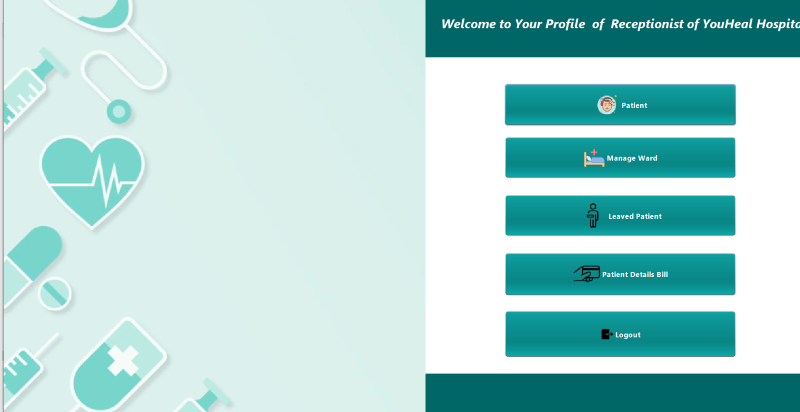 Welcome to Your Profile of Receptionist of YouHeal Hospita
Patient
Manage Ward
Leaved Patient
Patient Details Bill
Logout